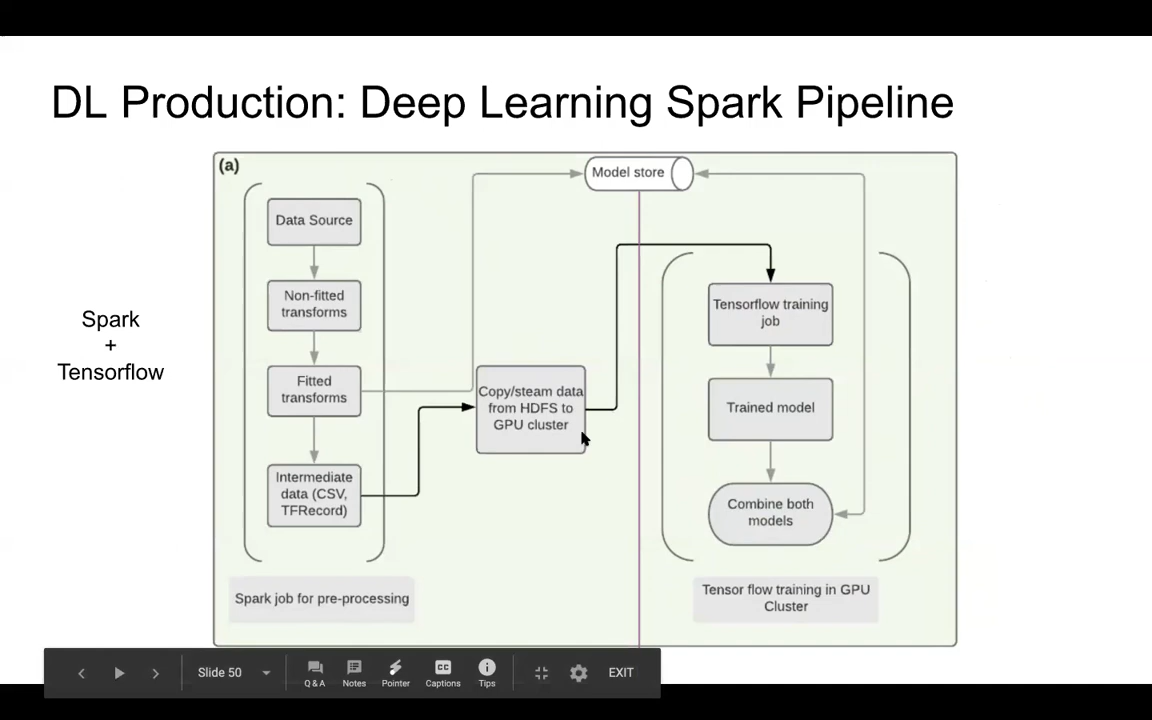 DL Production: Deep Learning Spark Pipeline
(a)
Model store
Data Source
Non-fitted
transforms
Fitted
transforms
Intermediate
data (CSV,
TFRecord)
Spark job for pre-processing
Spark
+
Tensorflow
Copy/steam data
from HDFS to
GPU cluster
Tensorflow training
job
Trained model
Combine both
models
Tensor flow training in GPU
Cluster
Slide 50
Q & A
Notes
Pointer
CC
Captions
Tips
EXIT